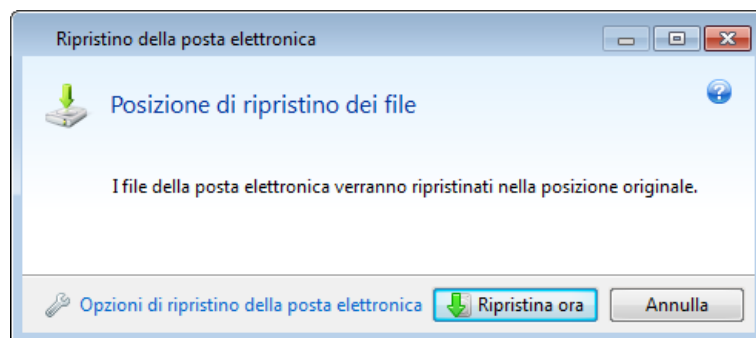 Ripristino della posta elettronica
Posizione di ripristino dei file
I file della posta elettronica verranno ripristinati nella posizione originale.
Opzioni di ripristino della posta elettronica Ripristina ora Annulla